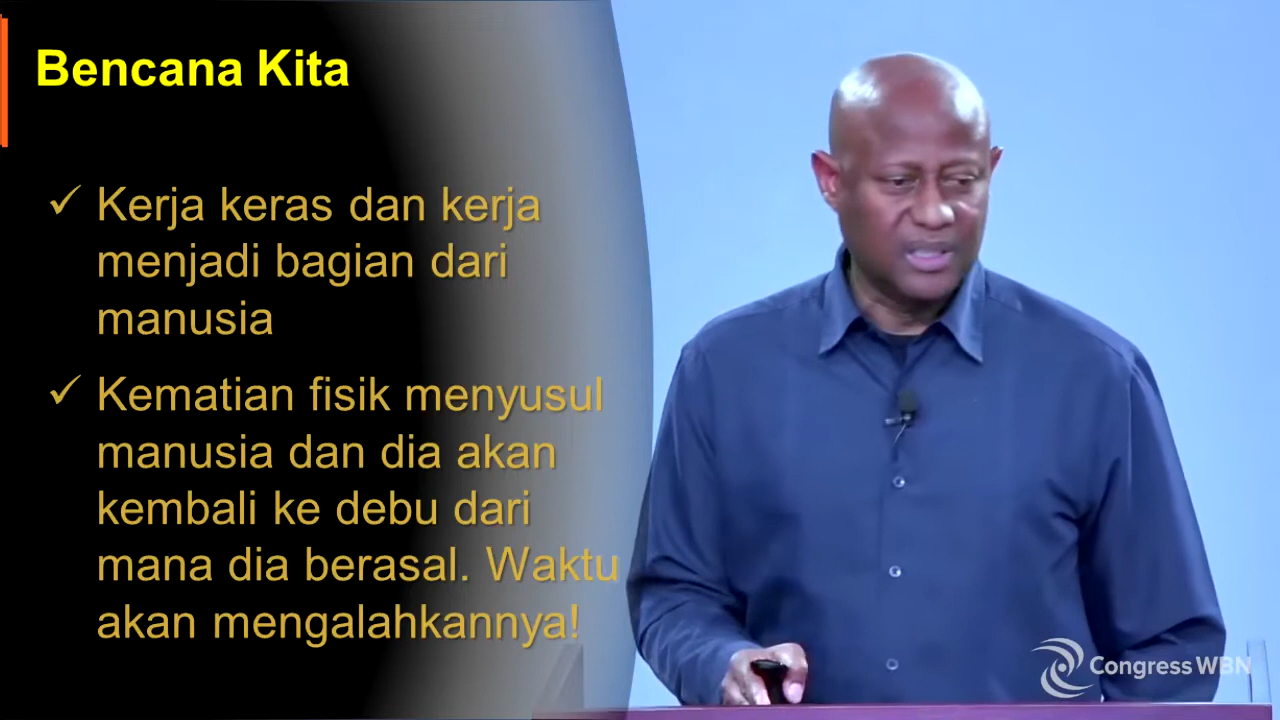 Bencana Kita
✓ Kerja keras dan kerja
menjadi bagian dari
manusia
✓ Kematian fisik menyusul
manusia dan dia akan
kembali ke debu dari
mana dia berasal. Waktu
akan mengalahkannya!
Congress WBN